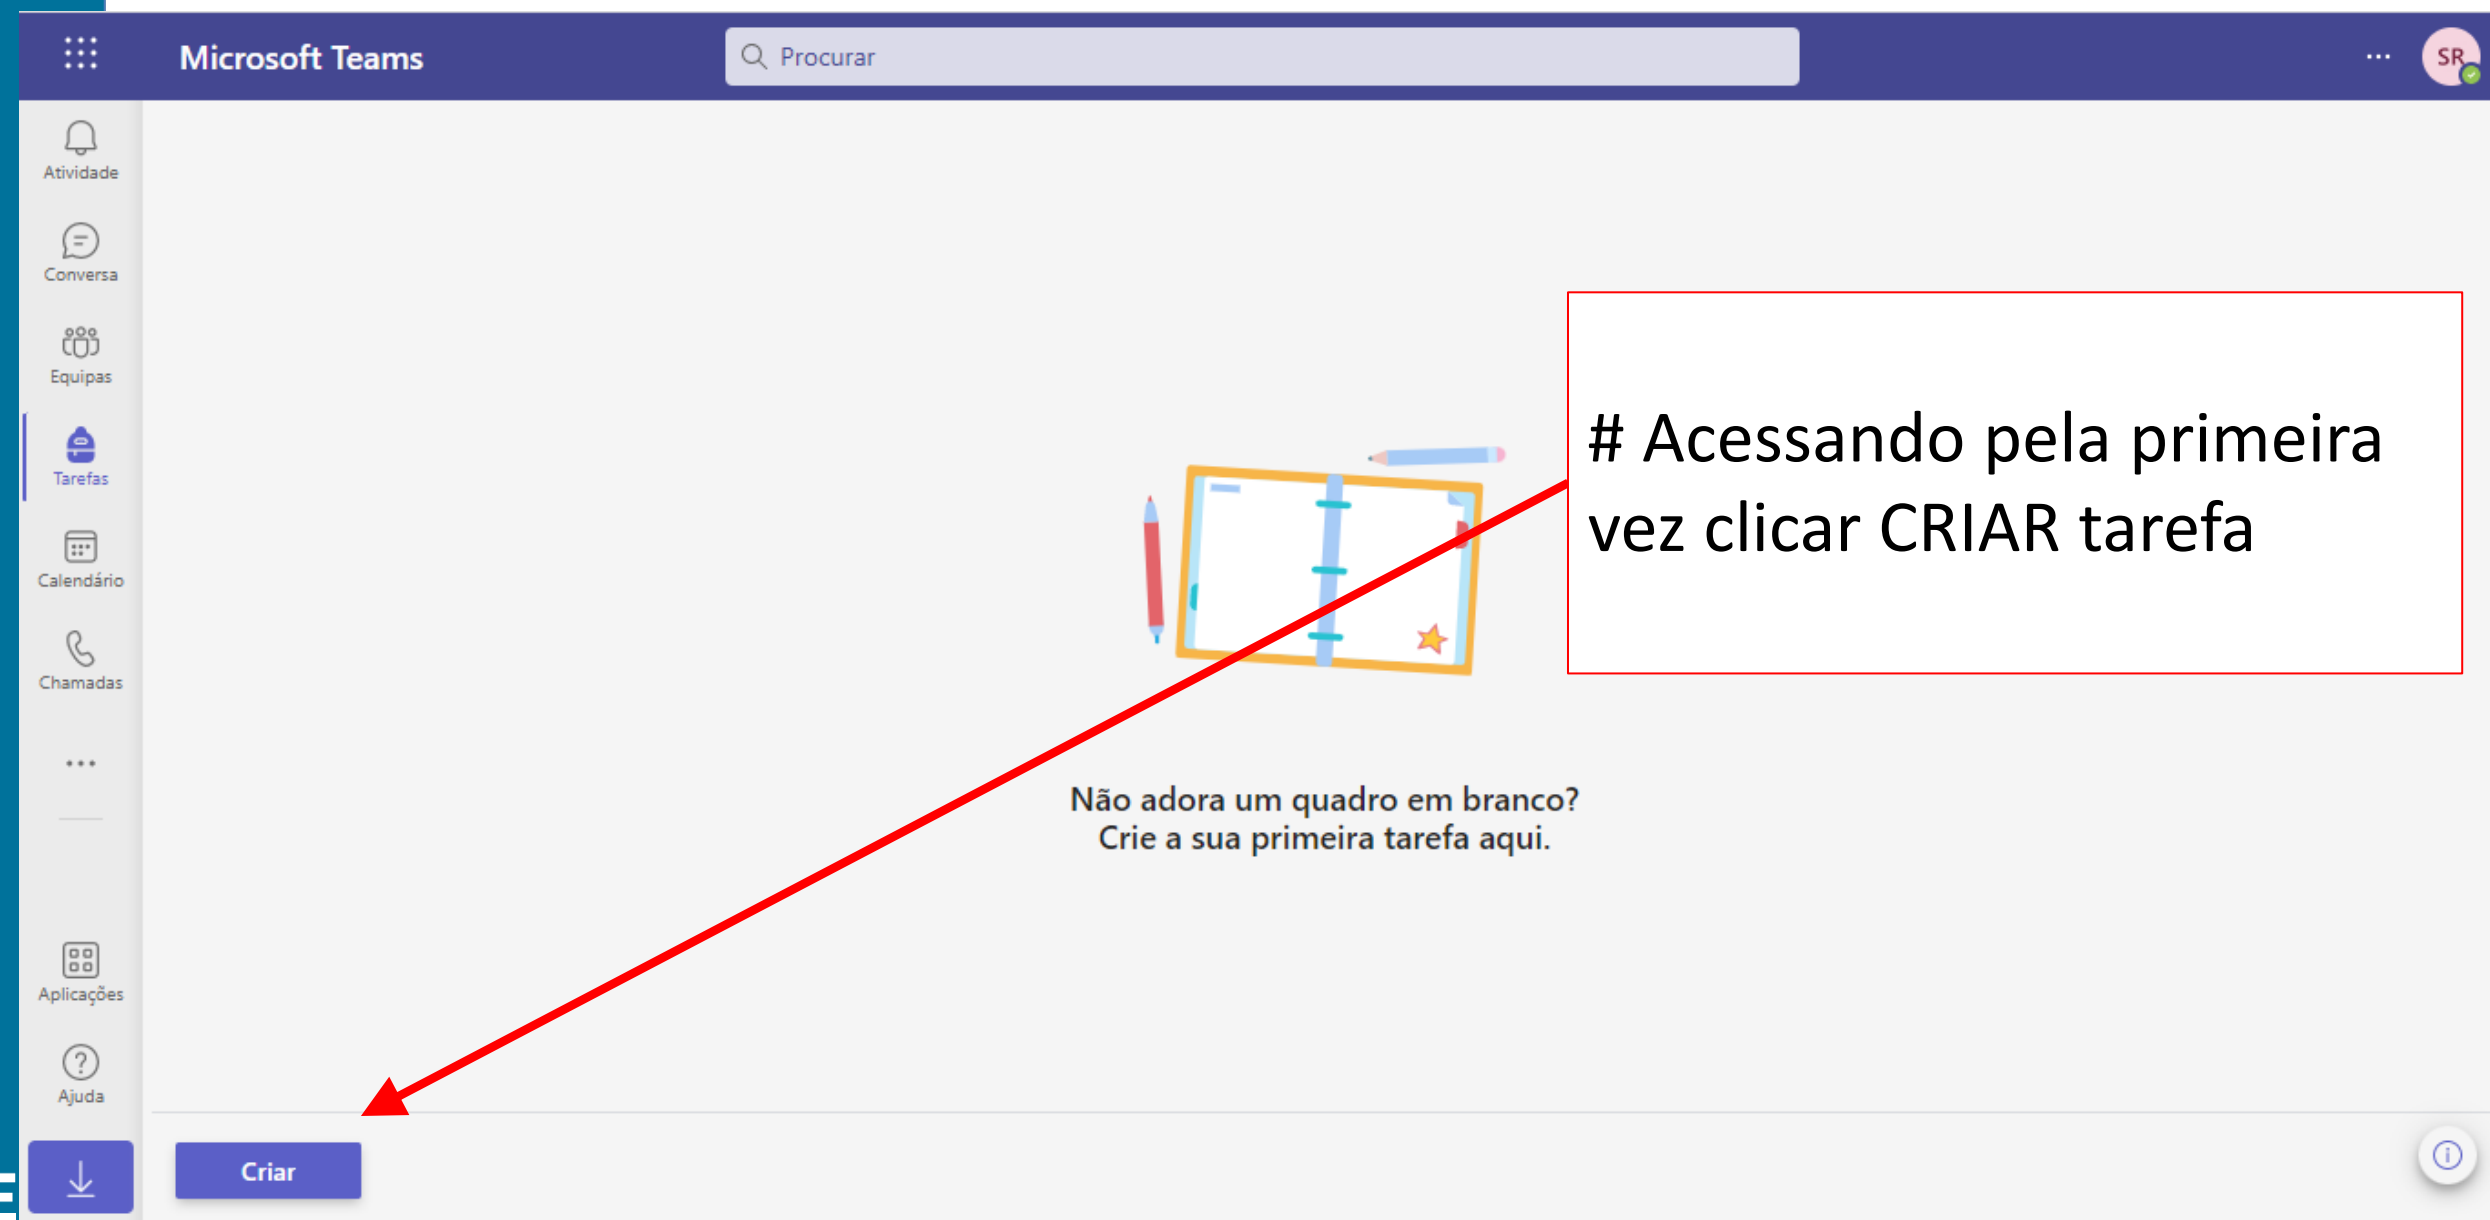 Microsoft Teams
Procurar
SR
Atividade
Conversa
Equipas
Tarefas
Calendário
Chamadas
Aplicações
Ajuda
# Acessando pela primeira
vez clicar CRIAR tarefa
Não adora um quadro em branco?
Crie a sua primeira tarefa aqui.
Criar